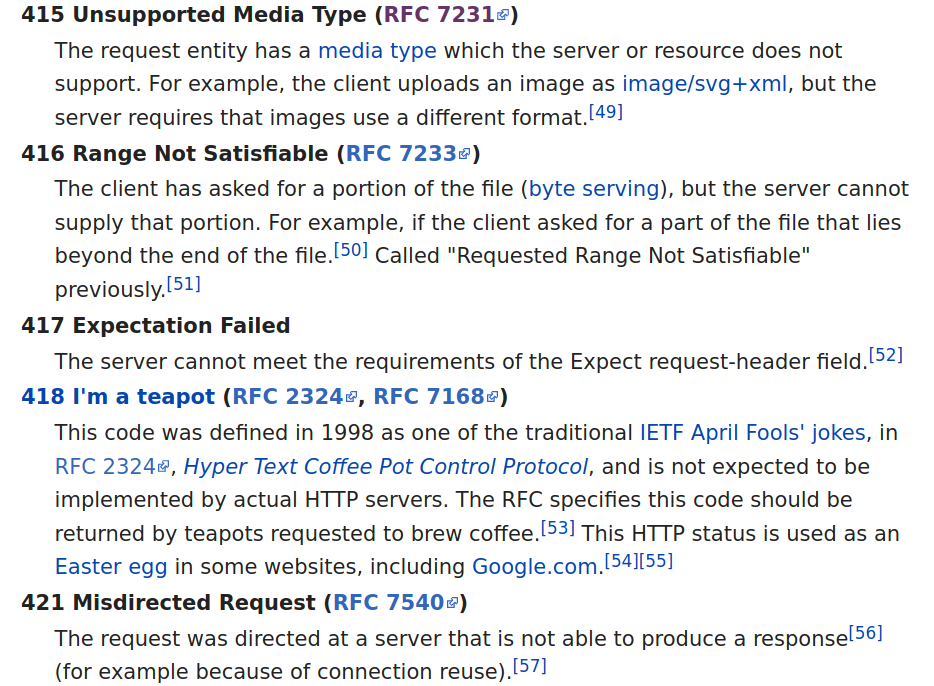 415 Unsupported Media Type (RFC 7231)
The request entity has a media type which the server or resource does not
support. For example, the client uploads an image as image/svg+xml, but the
server requires that images use a different format.[49]
416 Range Not Satisfiable (RFC 7233)
The client has asked for a portion of the file (byte serving), but the server cannot
supply that portion. For example, if the client asked for a part of the file that lies
beyond the end of the file.[50] Called "Requested Range Not Satisfiable"
previously.[51]
417 Expectation Failed
The server cannot meet the requirements of the Expect request-header field.[52]
418 I'm a teapot (RFC 2324, RFC 7168)
This code was defined in 1998 as one of the traditional IETF April Fools' jokes, in
RFC 2324, Hyper Text Coffee Pot Control Protocol, and is not expected to be
implemented by actual HTTP servers. The RFC specifies this code should be
returned by teapots requested to brew coffee.[53] This HTTP status is used as an
Easter egg in some websites, including Google.com.[54][55]
421 Misdirected Request (RFC 7540)
The request was directed at a server that is not able to produce a response[56]
(for example because of connection reuse).[57]